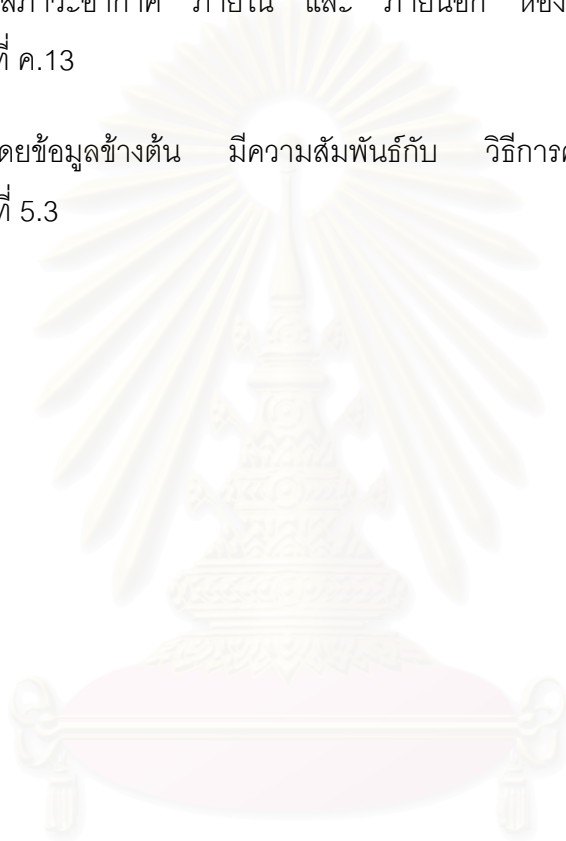 สภาวะอากาศ ภายใน และ ภายนอก ห้อง
ที่ ค.13
ดยข้อมูลข้างต้น มีความสัมพันธ์กับ วิธีการ
ที่ 5.3